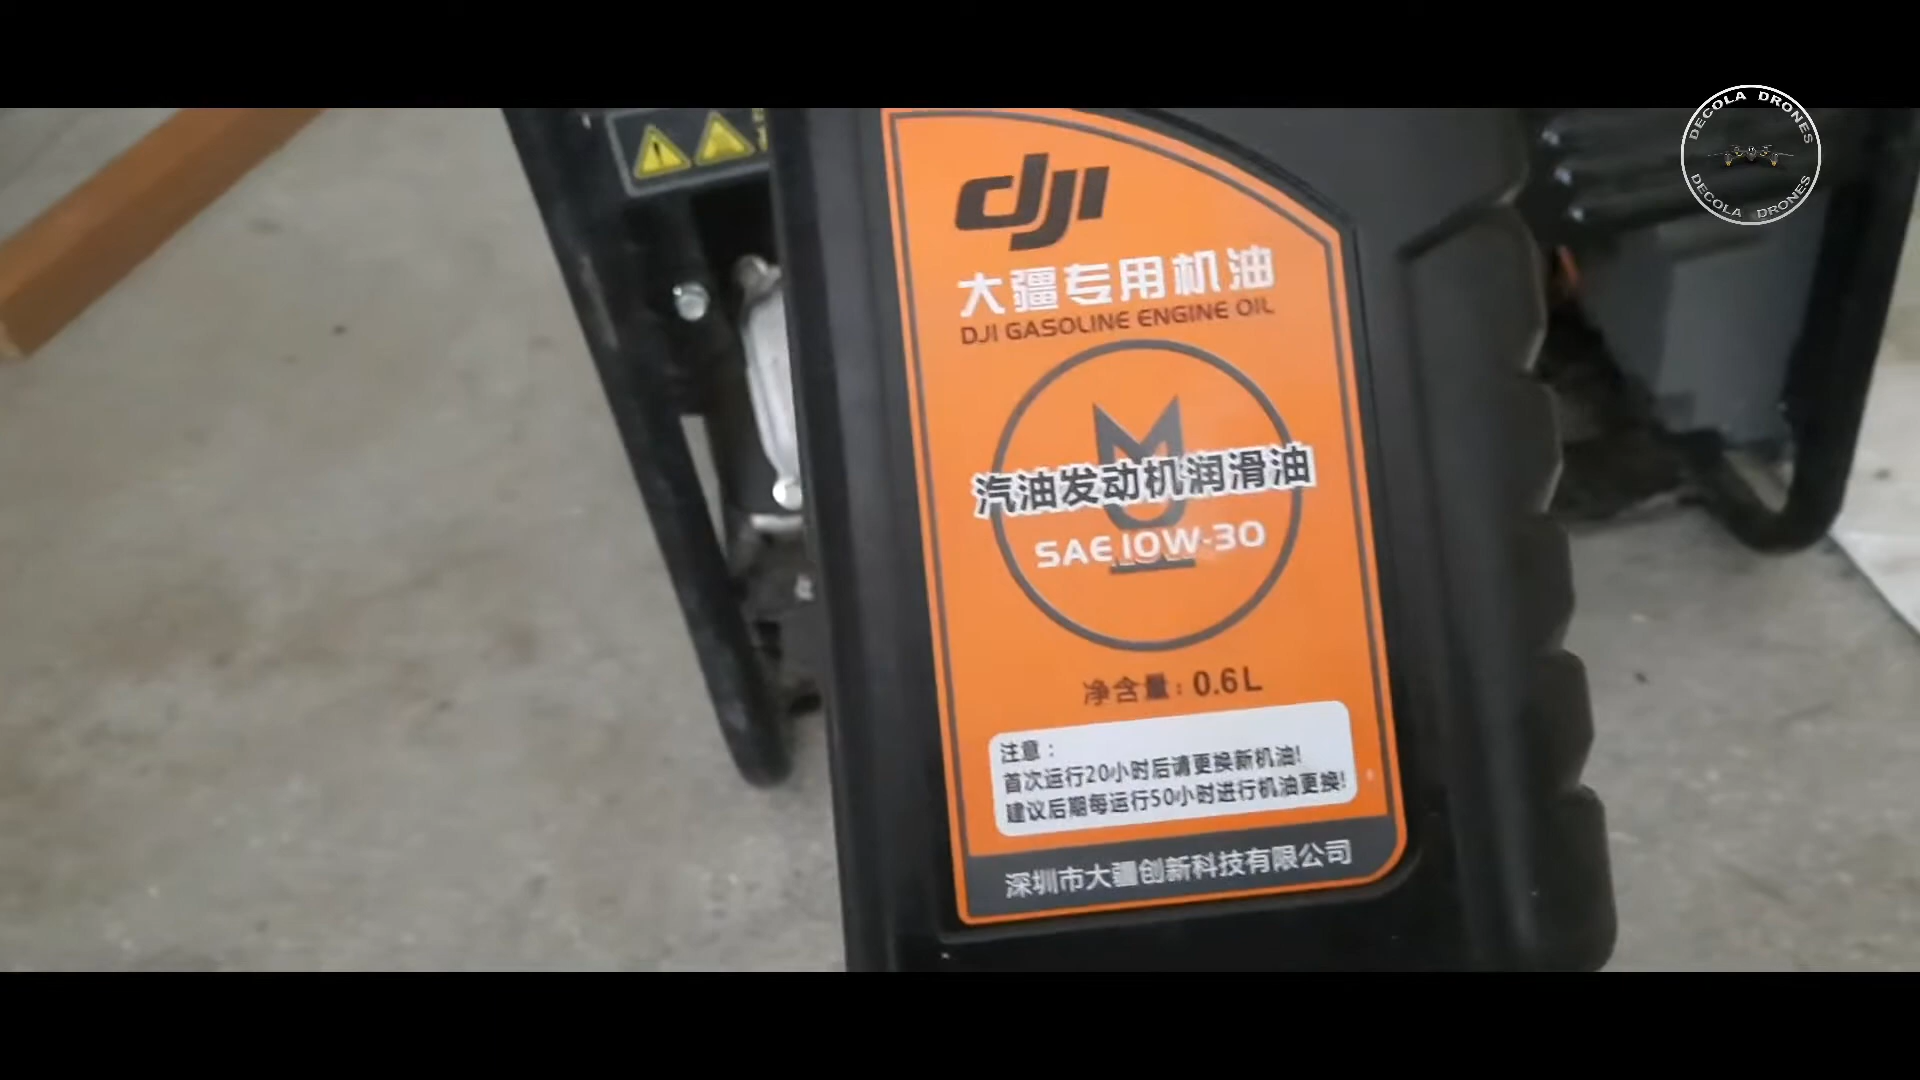 dji
大疆专用机油
DJI GASOLINE ENGINE OIL
汽油发动机润滑油
SAE 10W-30
净含量：0.6L
注意：
首次运行20小时后请更换新机油!
建议后期每运行50小时进行机油更换!
深圳市大疆创新科技有限公司
DECOLA DRONES
DECOLA DRONES